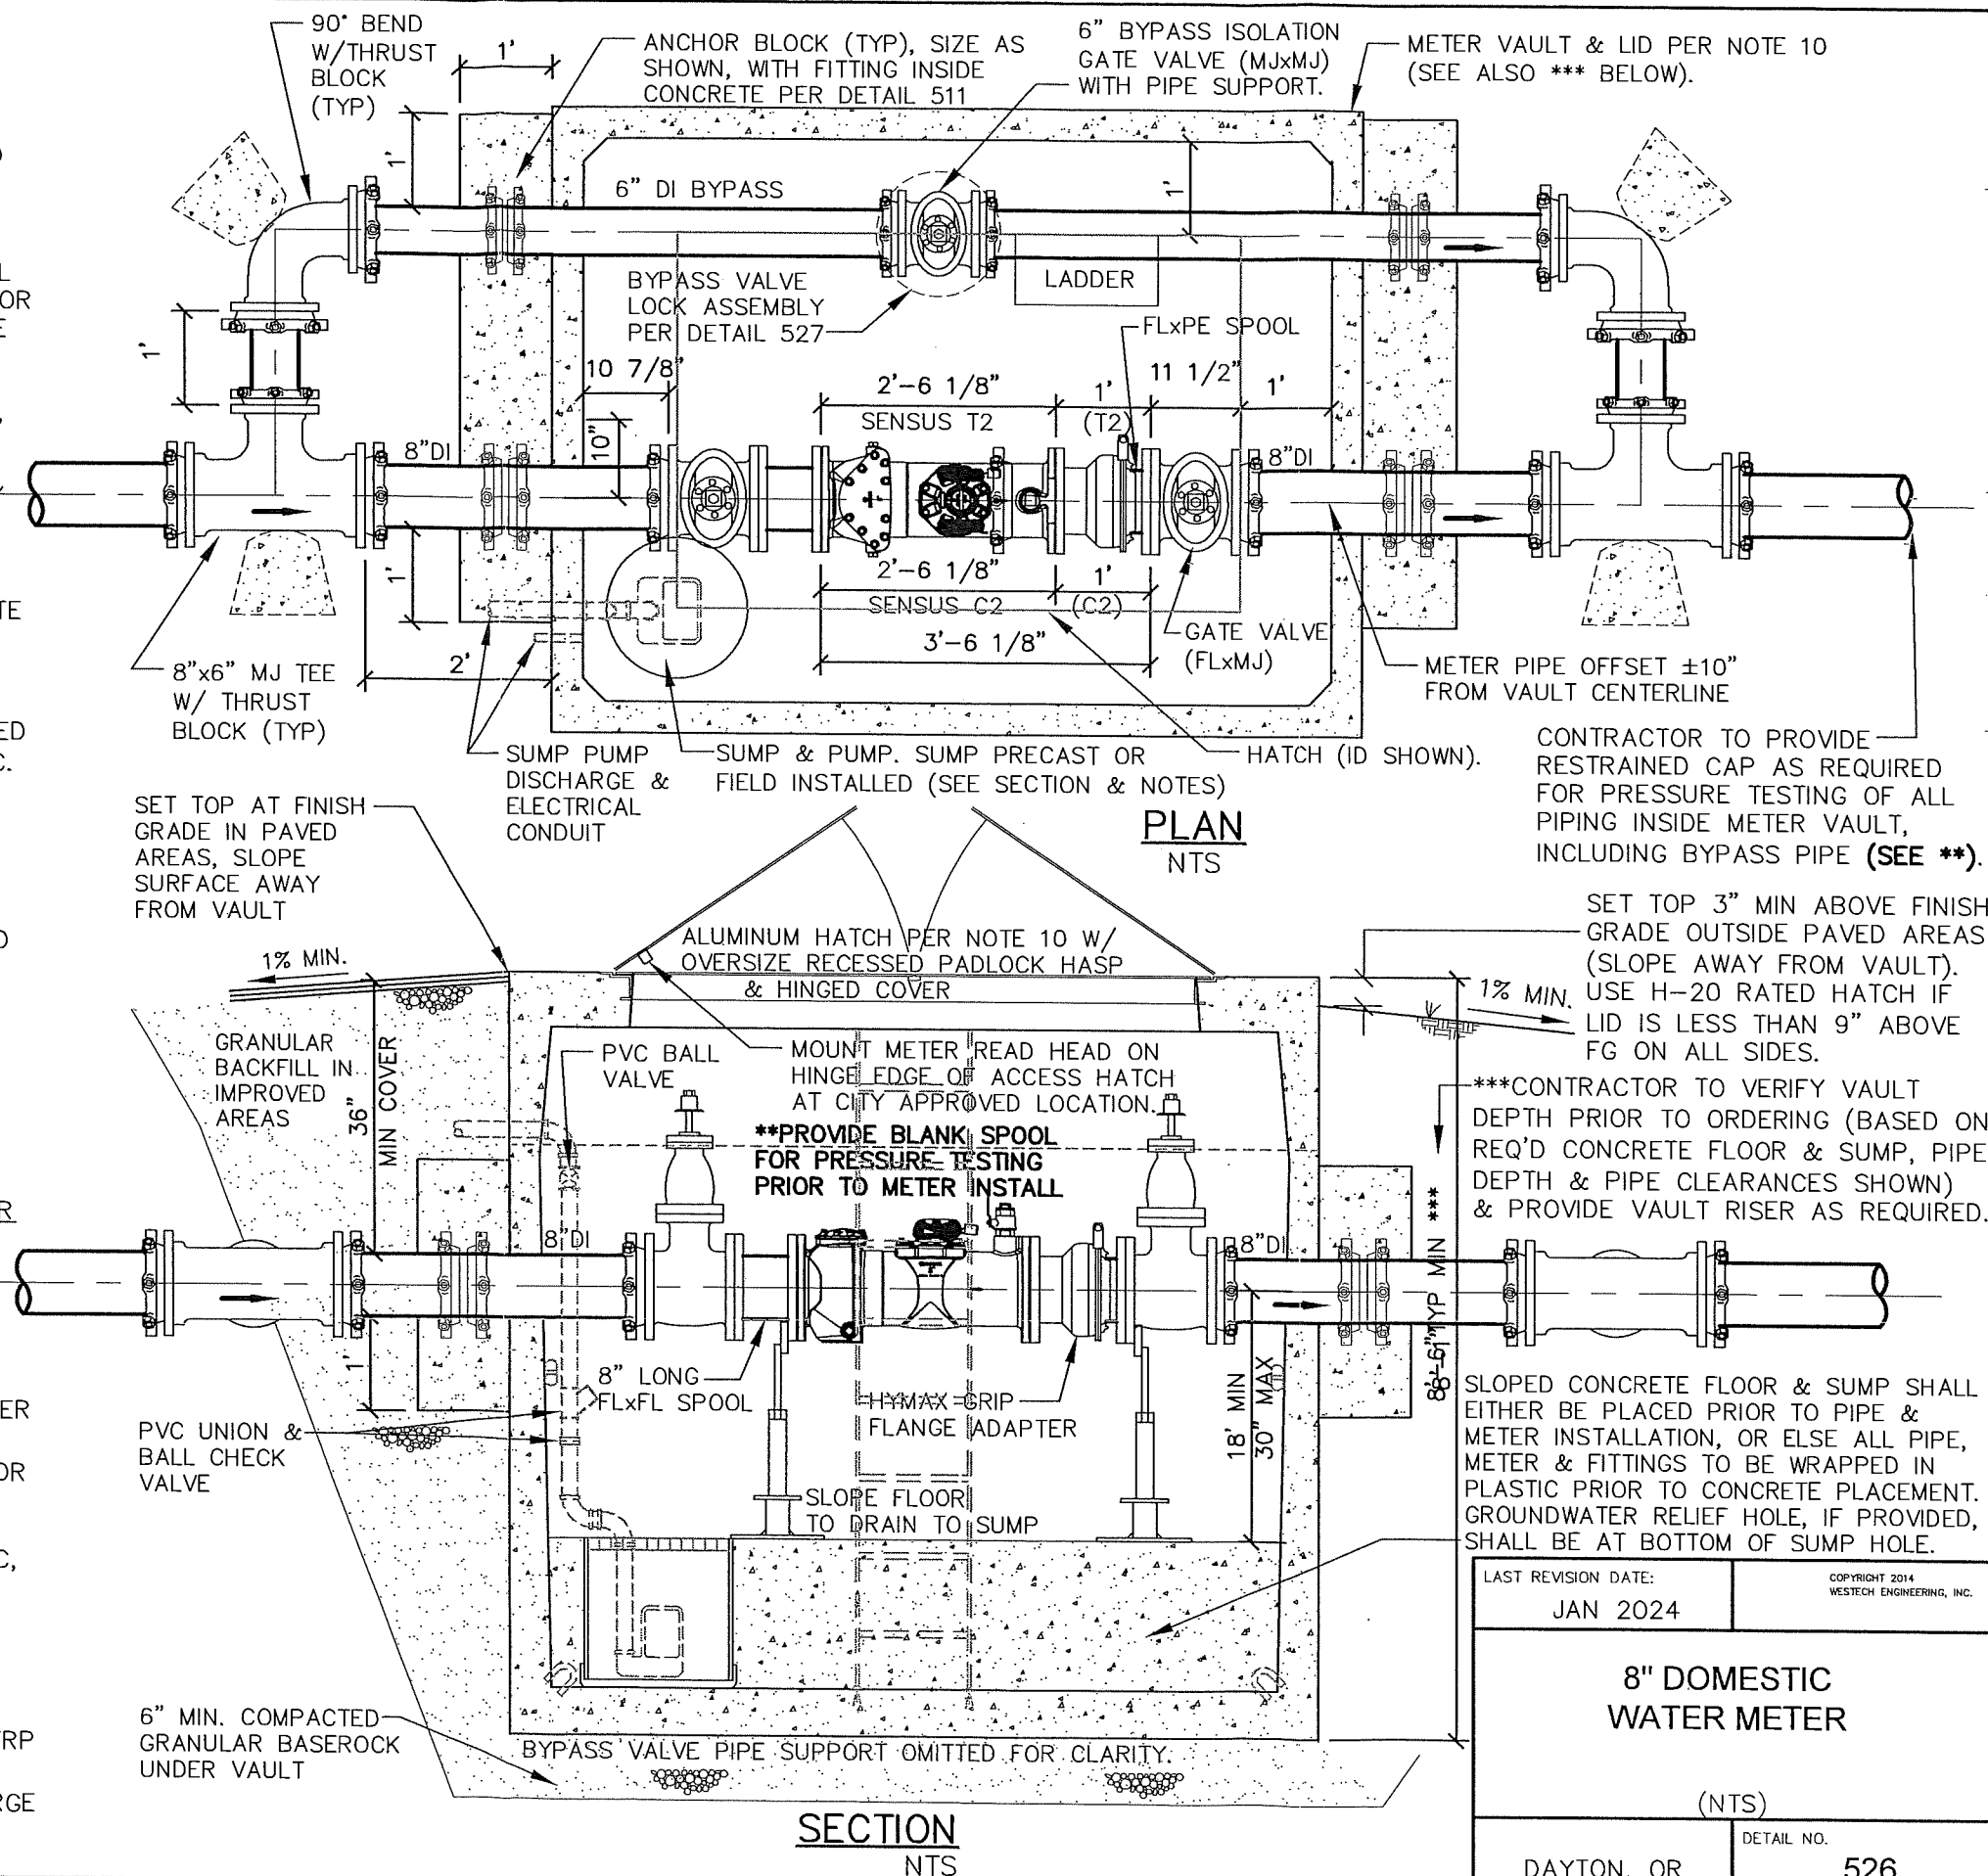 90° BEND
W/THRUST
BLOCK
(TYP)
1'
ANCHOR BLOCK (TYP), SIZE AS
SHOWN, WITH FITTING INSIDE
CONCRETE PER DETAIL 511
6" BYPASS ISOLATION
GATE VALVE (MJxMJ)
WITH PIPE SUPPORT.
METER VAULT & LID PER NOTE 10
(SEE ALSO *** BELOW).
1'
1'
6" DI BYPASS
BYPASS VALVE
LOCK ASSEMBLY
PER DETAIL 527
LADDER
FLxPE SPOOL
1'
10 7/8"
2'-6 1/8"
SENSUS T2
1'
(T2)
11 1/2"
1'
8"DI
10"
8"DI
1'
2'-6 1/8"
SENSUS C2
1'
(C2)
3'-6 1/8"
GATE VALVE
(FLxMJ)
8"x6" MJ TEE
W/ THRUST
BLOCK (TYP)
2'
METER PIPE OFFSET ±10"
FROM VAULT CENTERLINE
SUMP PUMP
DISCHARGE &
ELECTRICAL
CONDUIT
SUMP & PUMP. SUMP PRECAST OR
FIELD INSTALLED (SEE SECTION & NOTES)
HATCH (ID SHOWN).
CONTRACTOR TO PROVIDE
RESTRAINED CAP AS REQUIRED
FOR PRESSURE TESTING OF ALL
PIPING INSIDE METER VAULT,
INCLUDING BYPASS PIPE (SEE **).
PLAN
NTS
SET TOP AT FINISH
GRADE IN PAVED
AREAS, SLOPE
SURFACE AWAY
FROM VAULT
1% MIN.
ALUMINUM HATCH PER NOTE 10 W/
OVERSIZE RECESSED PADLOCK HASP
& HINGED COVER
SET TOP 3" MIN ABOVE FINISH
GRADE OUTSIDE PAVED AREAS
(SLOPE AWAY FROM VAULT).
USE H-20 RATED HATCH IF
LID IS LESS THAN 9" ABOVE
FG ON ALL SIDES.
1% MIN.
GRANULAR
BACKFILL IN
IMPROVED
AREAS
36"
MIN COVER
PVC BALL
VALVE
MOUNT METER READ HEAD ON
HINGE EDGE OF ACCESS HATCH
AT CITY APPROVED LOCATION.
**PROVIDE BLANK SPOOL
FOR PRESSURE TESTING
PRIOR TO METER INSTALL
***CONTRACTOR TO VERIFY VAULT
DEPTH PRIOR TO ORDERING (BASED ON
REQ'D CONCRETE FLOOR & SUMP, PIPE
DEPTH & PIPE CLEARANCES SHOWN)
& PROVIDE VAULT RISER AS REQUIRED.
8"DI
8"DI
TYP MIN ***
1'
8" LONG
FLxFL SPOOL
HYMAX GRIP
FLANGE ADAPTER
18' MIN
30" MAX
PVC UNION &
BALL CHECK
VALVE
SLOPE FLOOR
TO DRAIN TO SUMP
SLOPED CONCRETE FLOOR & SUMP SHALL
EITHER BE PLACED PRIOR TO PIPE &
METER INSTALLATION, OR ELSE ALL PIPE,
METER & FITTINGS TO BE WRAPPED IN
PLASTIC PRIOR TO CONCRETE PLACEMENT.
GROUNDWATER RELIEF HOLE, IF PROVIDED,
SHALL BE AT BOTTOM OF SUMP HOLE.
6" MIN. COMPACTED
GRANULAR BASEROCK
UNDER VAULT
BYPASS VALVE PIPE SUPPORT OMITTED FOR CLARITY.
SECTION
NTS
LAST REVISION DATE:
JAN 2024
COPYRIGHT 2014
WESTECH ENGINEERING, INC.
8" DOMESTIC
WATER METER
(NTS)
DAYTON, OR
DETAIL NO.
526